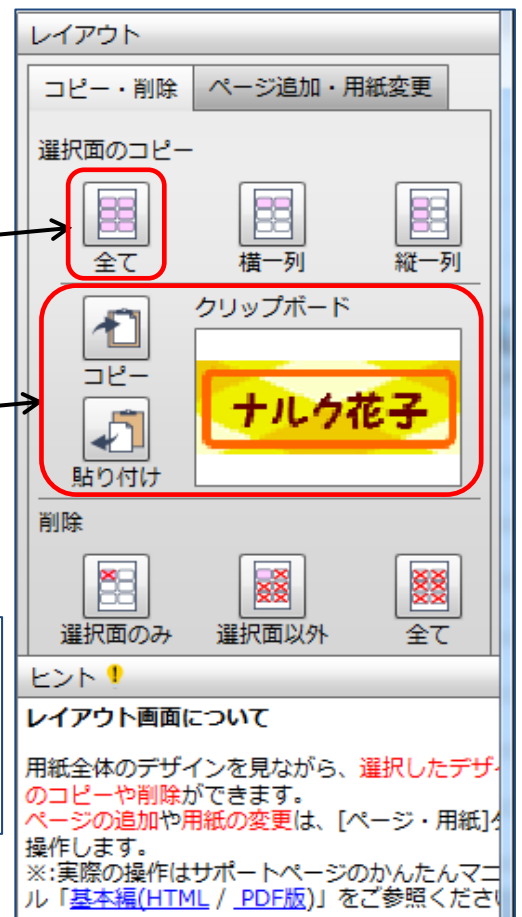 レイアウト
コピー・削除 ページ追加・用紙変更
選択面のコピー
全て 横一列 縦一列
クリップボード
コピー
ナルク花子
貼り付け
削除
選択面のみ 選択面以外 全て
ヒント
レイアウト画面について
用紙全体のデザインを見ながら、選択したデザ
のコピーや削除ができます。
ページの追加や用紙の変更は、[ページ・用紙]
操作します。
※:実際の操作はサポートページのかんたんマニ
ル「基本編(HTML / PDF版)」をご参照くださ